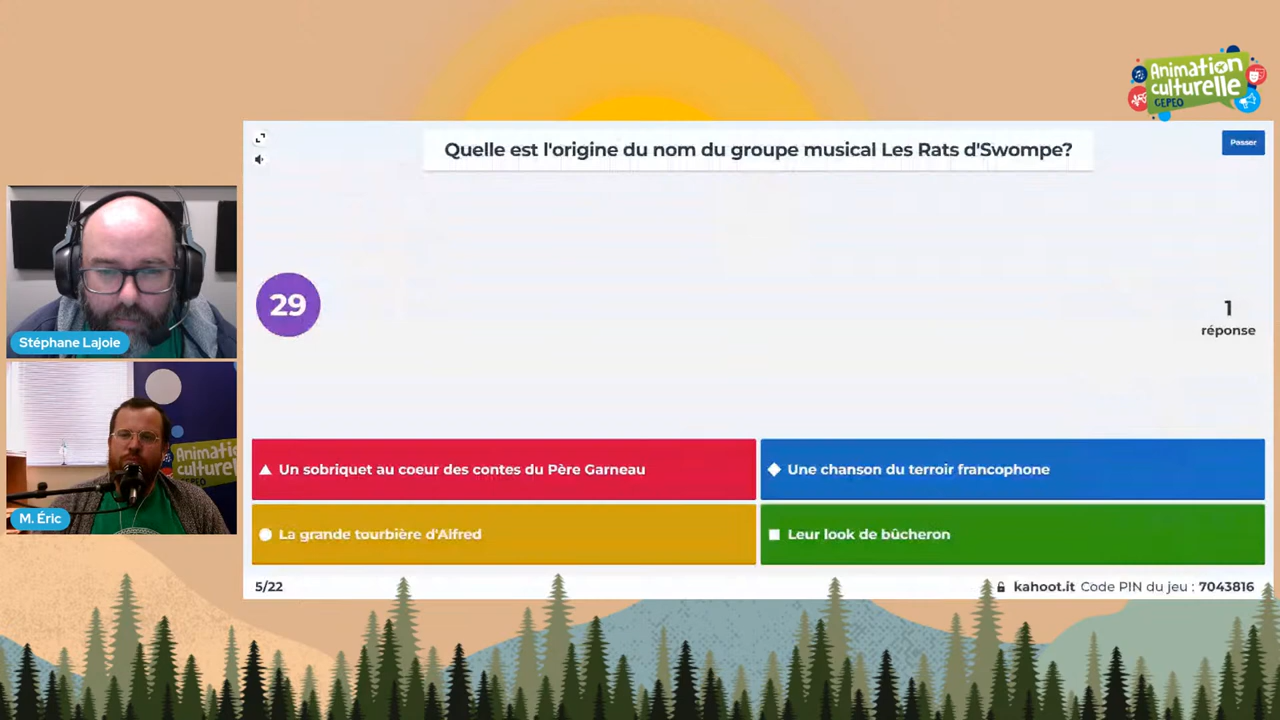 Animation
culturelle
CEPEO
Quelle est l'origine du nom du groupe musical Les Rats d'Swompe?
Passer
29
1
réponse
Stéphane Lajoie
M. Éric
Un sobriquet au coeur des contes du Père Garneau
Une chanson du terroir francophone
La grande tourbière d'Alfred
Leur look de bûcheron
5/22
kahoot.it Code PIN du jeu : 7043816